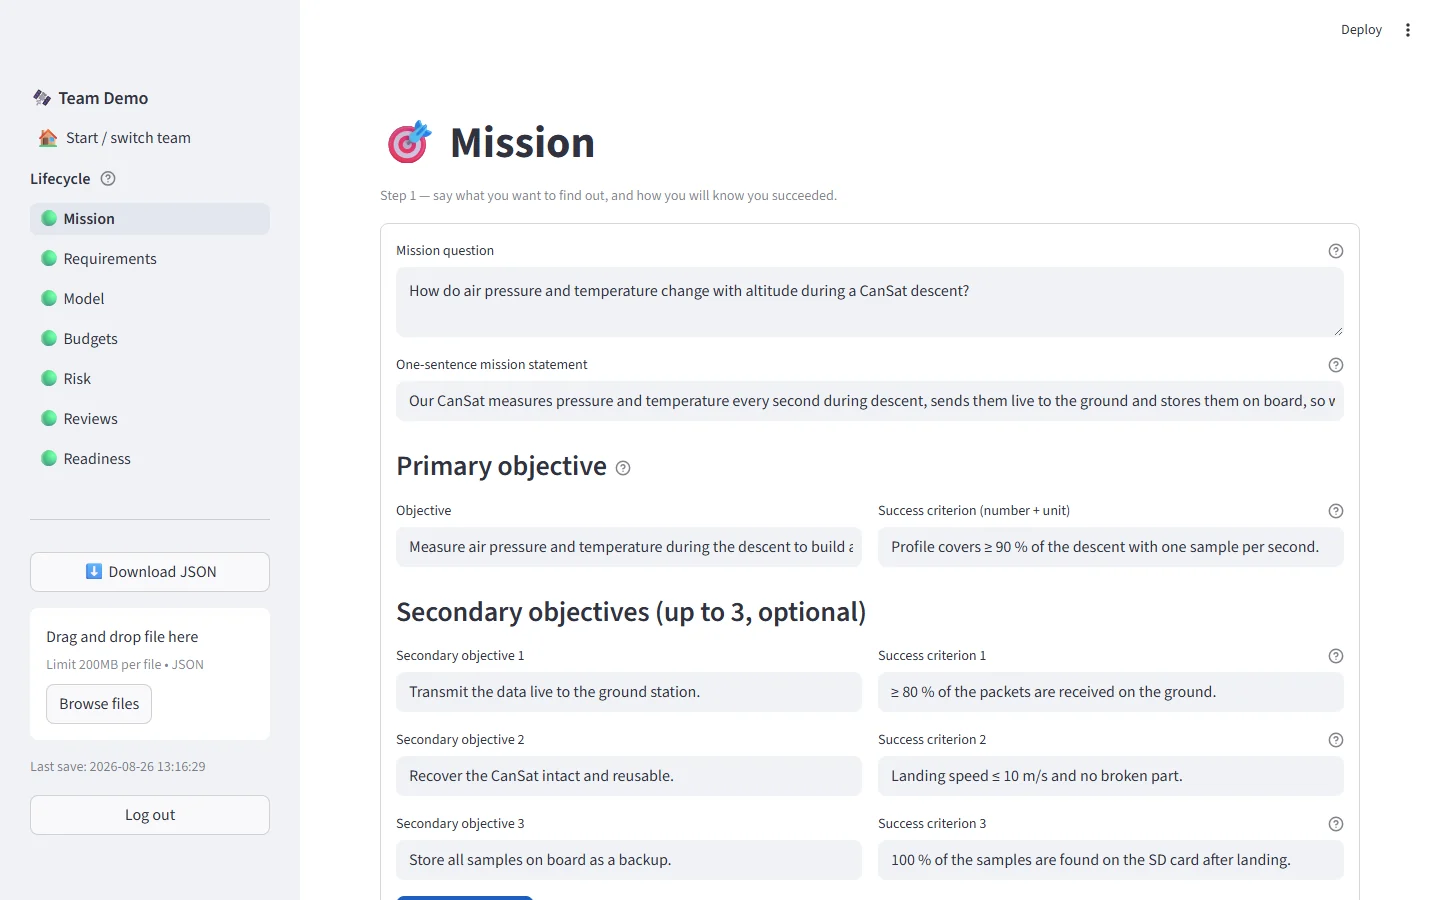 Deploy
Team Demo
Start / switch team
Lifecycle
Mission
Requirements
Model
Budgets
Risk
Reviews
Readiness
Download JSON
Drag and drop file here
Limit 200MB per file • JSON
Browse files
Last save: 2026-08-26 13:16:29
Log out
Mission
Step 1 — say what you want to find out, and how you will know you succeeded.
Mission question
How do air pressure and temperature change with altitude during a CanSat descent?
One-sentence mission statement
Our CanSat measures pressure and temperature every second during descent, sends them live to the ground and stores them on board, so
Primary objective
Objective
Success criterion (number + unit)
Measure air pressure and temperature during the descent to build
Profile covers ≥ 90 % of the descent with one sample per second.
Secondary objectives (up to 3, optional)
Secondary objective 1
Success criterion 1
Transmit the data live to the ground station.
≥ 80 % of the packets are received on the ground.
Secondary objective 2
Success criterion 2
Recover the CanSat intact and reusable.
Landing speed ≤ 10 m/s and no broken part.
Secondary objective 3
Success criterion 3
Store all samples on board as a backup.
100 % of the samples are found on the SD card after landing.